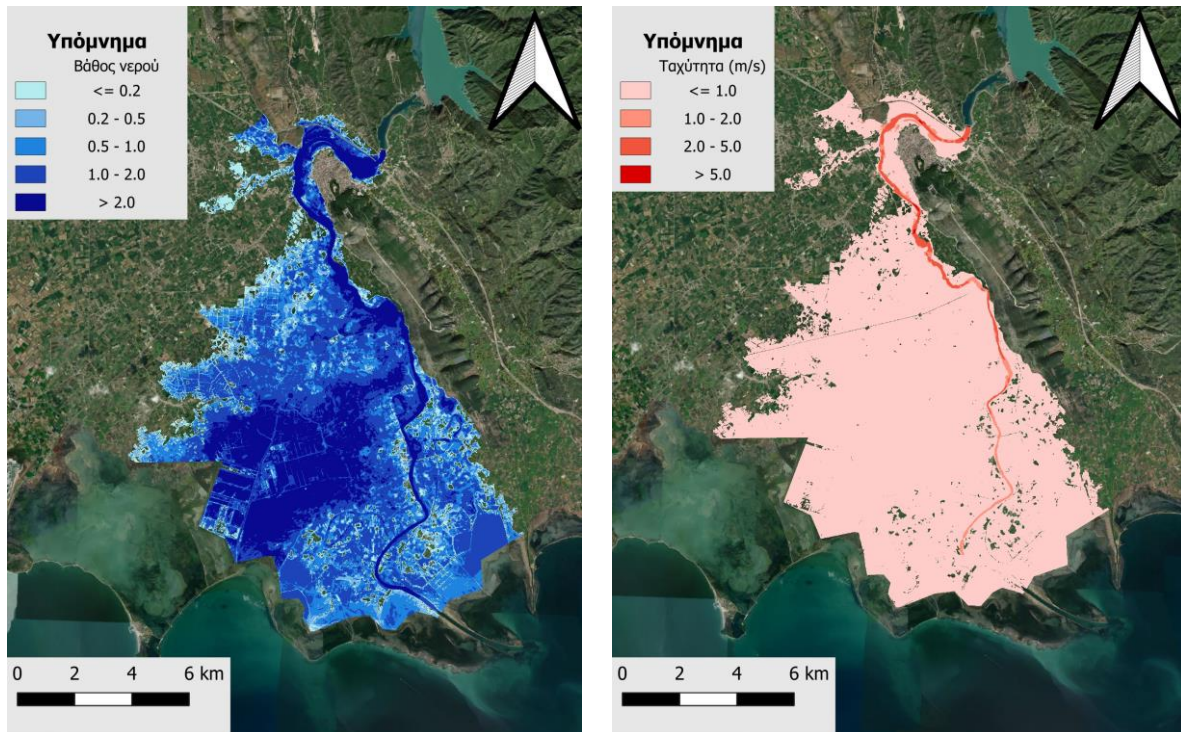 Υπόμνημα
Βάθος νερού
<= 0.2
0.2 - 0.5
0.5 - 1.0
1.0 - 2.0
> 2.0
0 2 4 6 km
Υπόμνημα
Ταχύτητα (m/s)
<= 1.0
1.0 - 2.0
2.0 - 5.0
> 5.0
0 2 4 6 km